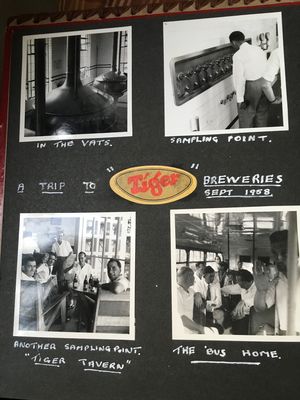 IN THE VATS.
SAMPLING POINT.
A TRIP TO " Tiger " BREWERIES
SEPT 1958.
ANOTHER SAMPLING POINT.
"TIGER TAVERN"
THE 'BUS HOME.